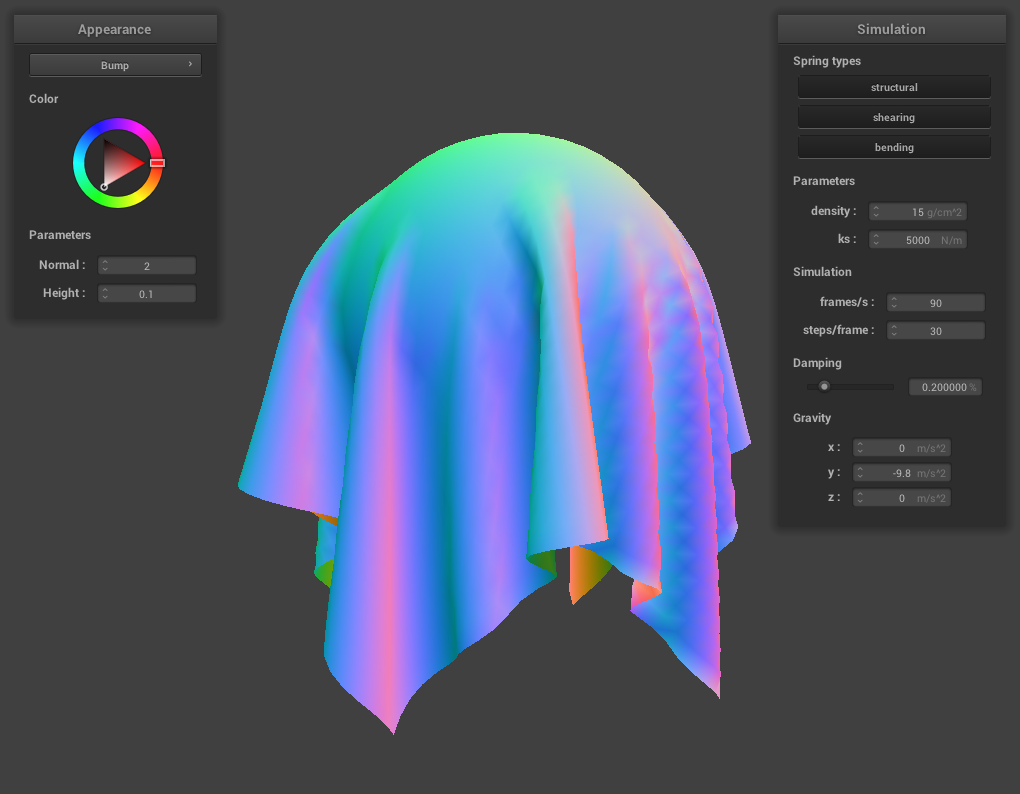 Appearance
Bump ›
Color
Parameters
Normal : 2
Height : 0.1
Simulation
Spring types
structural
shearing
bending
Parameters
density : 15 g/cm^2
ks : 5000 N/m
Simulation
frames/s : 90
steps/frame : 30
Damping
0.200000 %
Gravity
x : 0 m/s^2
y : -9.8 m/s^2
z : 0 m/s^2